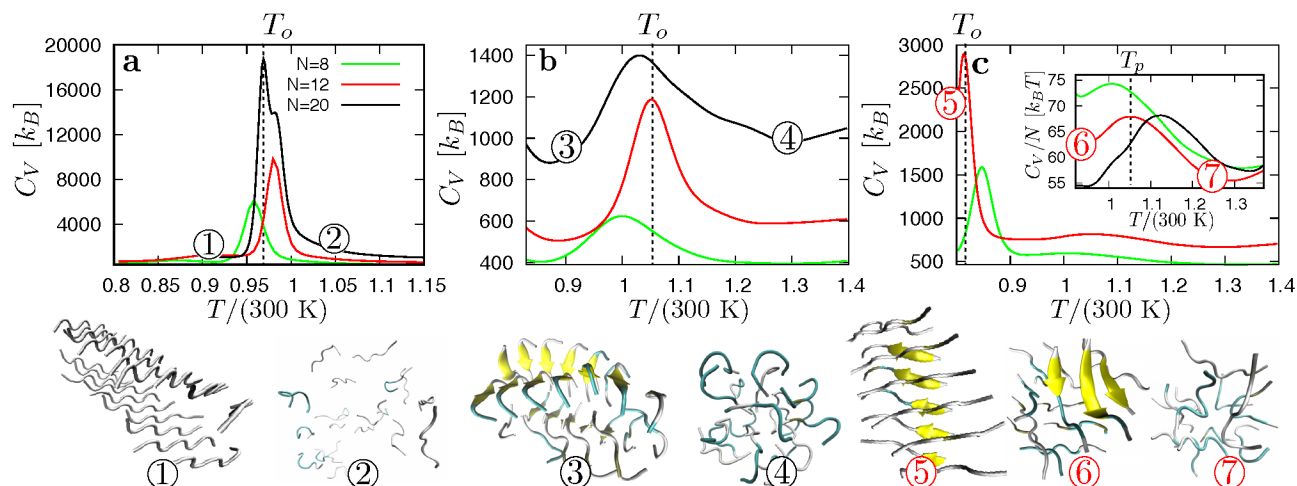 T_o T_o T_o
a
N=8
N=12
N=20
20000
16000
12000
8000
4000
C_V [k_B]
0.8 0.85 0.9 0.95 1 1.05 1.1 1.15
T/(300 K)
① ②
b
1400
1200
1000
800
600
400
C_V [k_B]
0.9 1 1.1 1.2 1.3 1.4
T/(300 K)
③ ④
c
3000
2500
2000
1500
1000
500
C_V [k_B]
0.8 0.9 1 1.1 1.2 1.3 1.4
T/(300 K)
⑤
T_p
75
70
65
60
55
C_V/N [k_BT]
1 1.1 1.2 1.3
T/(300 K)
⑥ ⑦
① ② ③ ④ ⑤ ⑥ ⑦